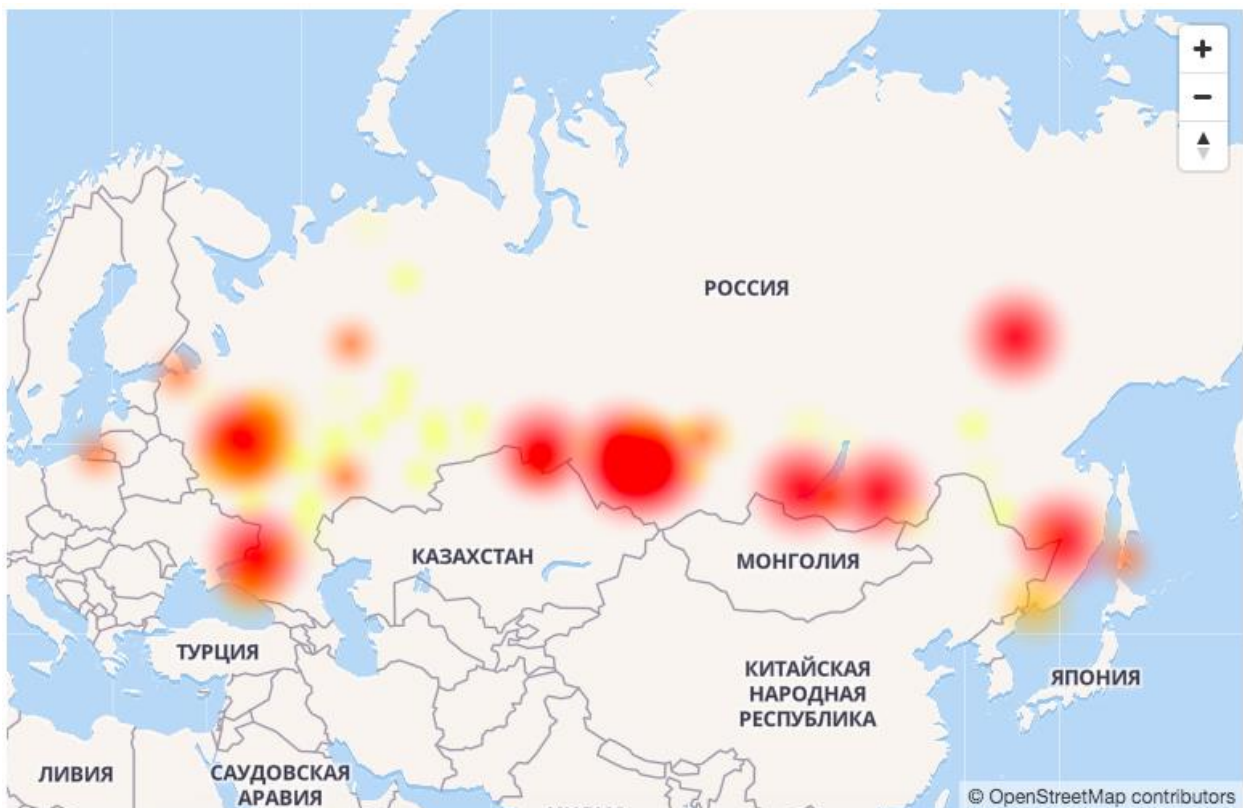 РОССИЯ
КАЗАХСТАН
МОНГОЛИЯ
ТУРЦИЯ
КИТАЙСКАЯ
НАРОДНАЯ
РЕСПУБЛИКА
ЯПОНИЯ
ЛИВИЯ
САУДОВСКАЯ
АРАВИЯ
© OpenStreetMap contributors